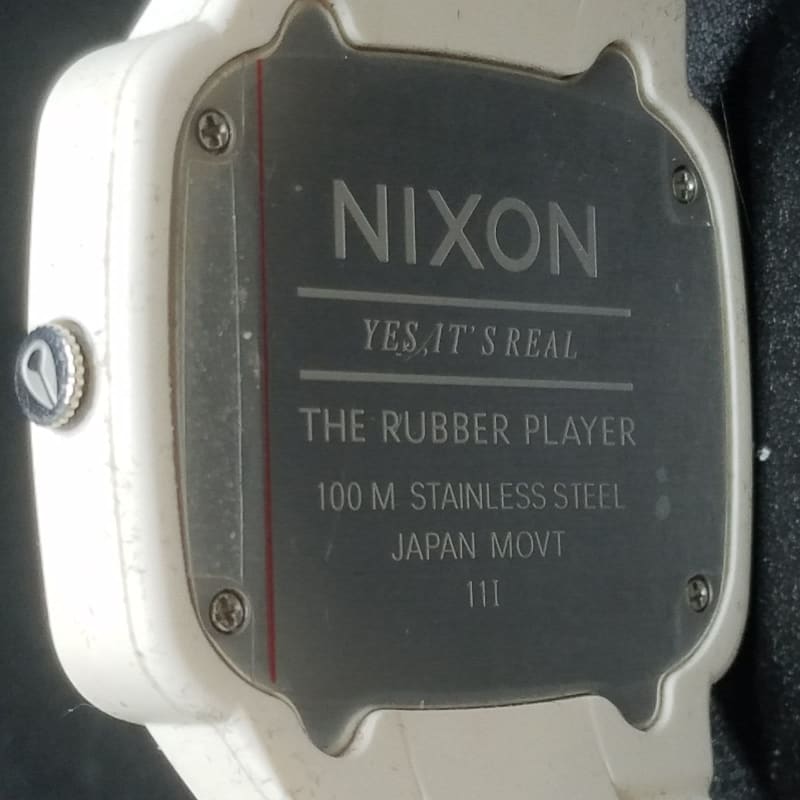 NIXON
YES, IT'S REAL
THE RUBBER PLAYER
100 M STAINLESS STEEL
JAPAN MOVT
11I